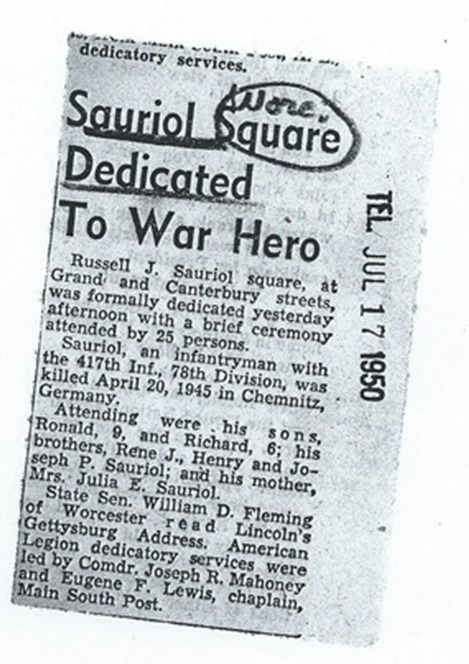 dedicatory services.
Worc.
Sauriol Square
Dedicated
To War Hero
Russell J. Sauriol square, at
Grand and Canterbury streets,
was formally dedicated yesterday
afternoon with a brief ceremony
attended by 25 persons.
Sauriol, an infantryman with
the 417th Inf., 78th Division, was
killed April 20, 1945 in Chemnitz,
Germany.
Attending were his sons,
Ronald, 9, and Richard, 6; his
brothers, Rene J., Henry and Jo-
seph P. Sauriol; and his mother,
Mrs. Julia E. Sauriol.
State Sen. William D. Fleming
of Worcester read Lincoln's
Gettysburg Address. American
Legion dedicatory services were
led by Comdr. Joseph R. Mahoney
and Eugene F. Lewis, chaplain,
Main South Post.
TEL. JUL 17 1950